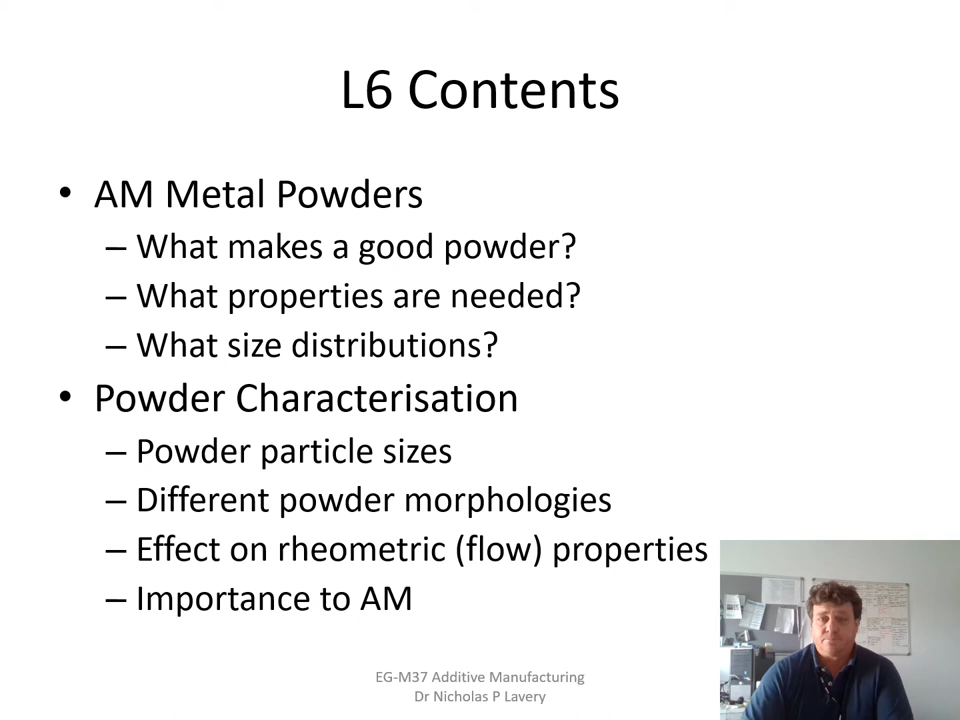 L6 Contents
• AM Metal Powders
– What makes a good powder?
– What properties are needed?
– What size distributions?
• Powder Characterisation
– Powder particle sizes
– Different powder morphologies
– Effect on rheometric (flow) properties
– Importance to AM
EG-M37 Additive Manufacturing
Dr Nicholas P Lavery